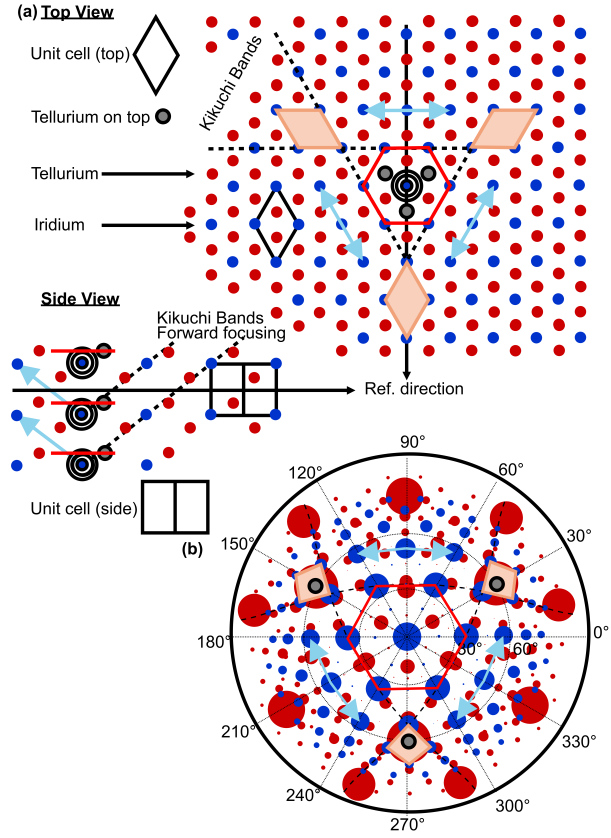 (a) Top View
Unit cell (top)
Kikuchi Bands
Tellurium on top
Tellurium
Iridium
Side View
Kikuchi Bands
Forward focusing
Ref. direction
Unit cell (side)
(b)
90°
120°
60°
150°
30°
180°
30°
60°
0°
210°
330°
240°
300°
270°